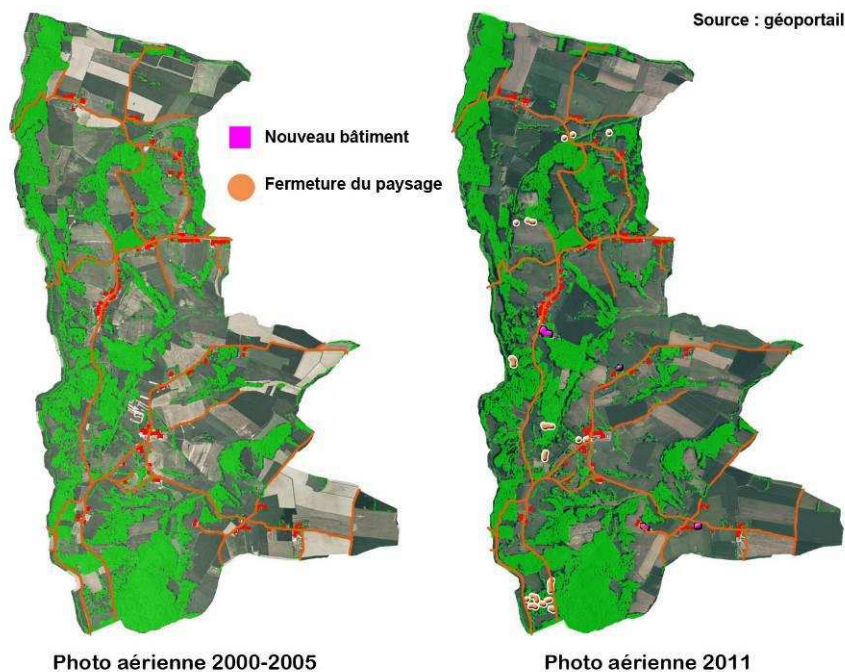 Source : géoportail
Nouveau bâtiment
Fermeture du paysage
Photo aérienne 2000-2005
Photo aérienne 2011